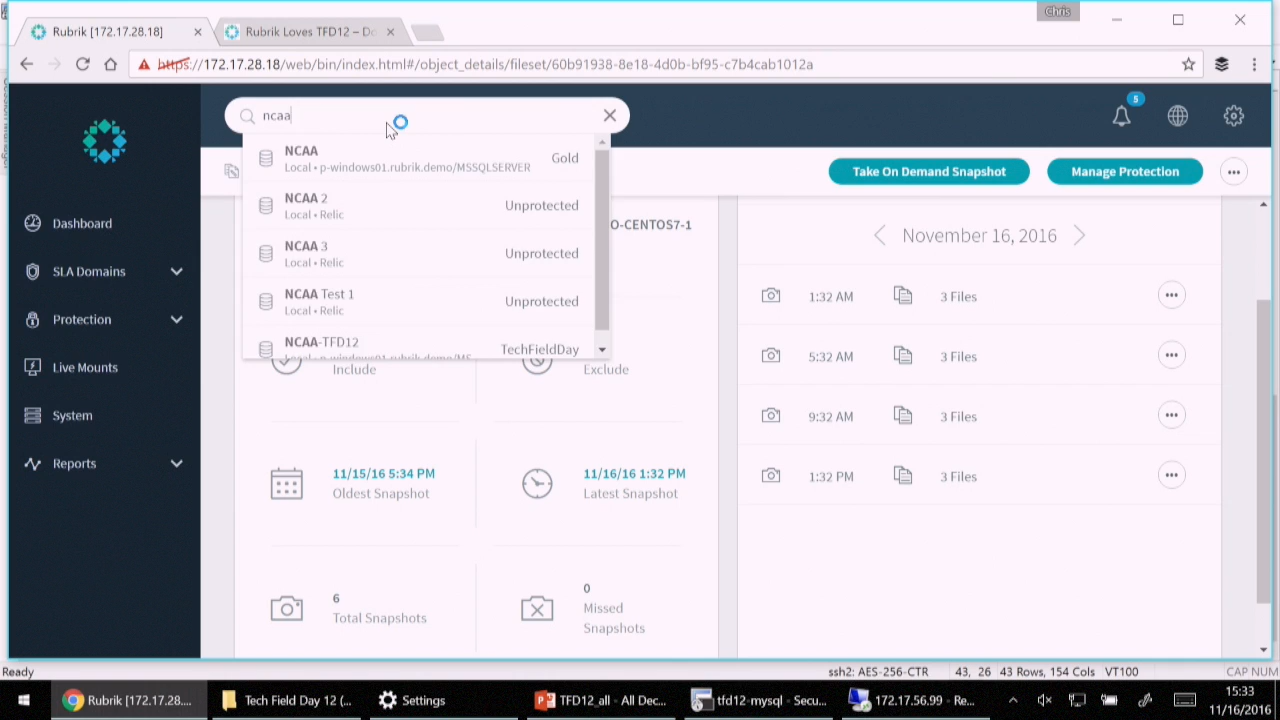 Chris
Rubrik [172.17.28.18]
Rubrik Loves TFD12 – Do
https://172.17.28.18/web/bin/index.html#/object_details/fileset/60b91938-8e18-4d0b-bf95-c7b4cab1012a
ncaa
5
NCAA
Local • p-windows01.rubrik.demo/MSSQLSERVER
Gold
NCAA 2
Local • Relic
Unprotected
NCAA 3
Local • Relic
Unprotected
NCAA Test 1
Local • Relic
Unprotected
NCAA-TFD12
Local • p-windows01.rubrik.demo/MS
TechFieldDay
Take On Demand Snapshot
Manage Protection
Dashboard
SLA Domains
Protection
Live Mounts
System
Reports
O-CENTOS7-1
Include
Exclude
11/15/16 5:34 PM
Oldest Snapshot
11/16/16 1:32 PM
Latest Snapshot
6
Total Snapshots
0
Missed
Snapshots
November 16, 2016
1:32 AM 3 Files
5:32 AM 3 Files
9:32 AM 3 Files
1:32 PM 3 Files
Ready
ssh2: AES-256-CTR 43, 26 43 Rows, 154 Cols VT100 CAP NUM
Rubrik [172.17.28....
Tech Field Day 12 (...
Settings
TFD12_all - All Dec...
tfd12-mysql - Secu...
172.17.56.99 - Re...
15:33
11/16/2016